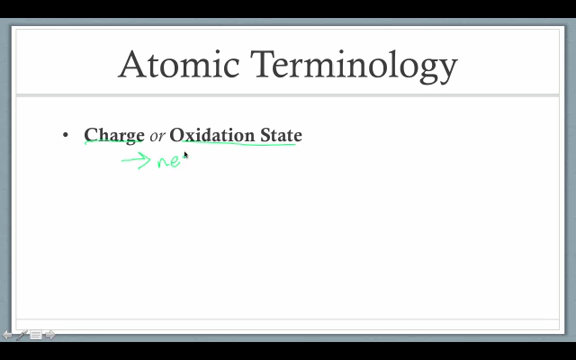 Atomic Terminology
• Charge or Oxidation State
→ ne